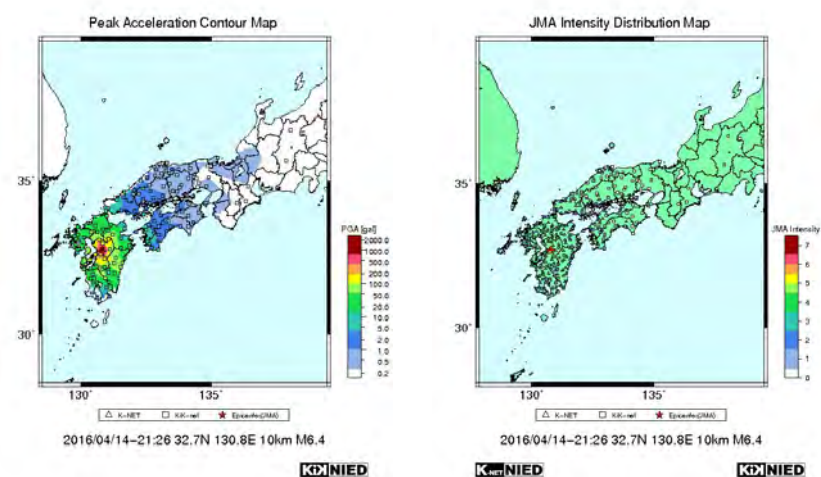 Peak Acceleration Contour Map
35°
30°
130°
135°
PGA [gal]
2000.0
1000.0
500.0
200.0
100.0
50.0
20.0
10.0
5.0
2.0
1.0
0.5
0.2
K-NET
KiK-net
Epicenter(JMA)
2016/04/14-21:26 32.7N 130.8E 10km M6.4
KiK NIED
JMA Intensity Distribution Map
35°
30°
130°
135°
JMA Intensity
7
6
5
4
3
2
1
0
K-NET
KiK-net
Epicenter(JMA)
2016/04/14-21:26 32.7N 130.8E 10km M6.4
K-NET NIED
KiK NIED